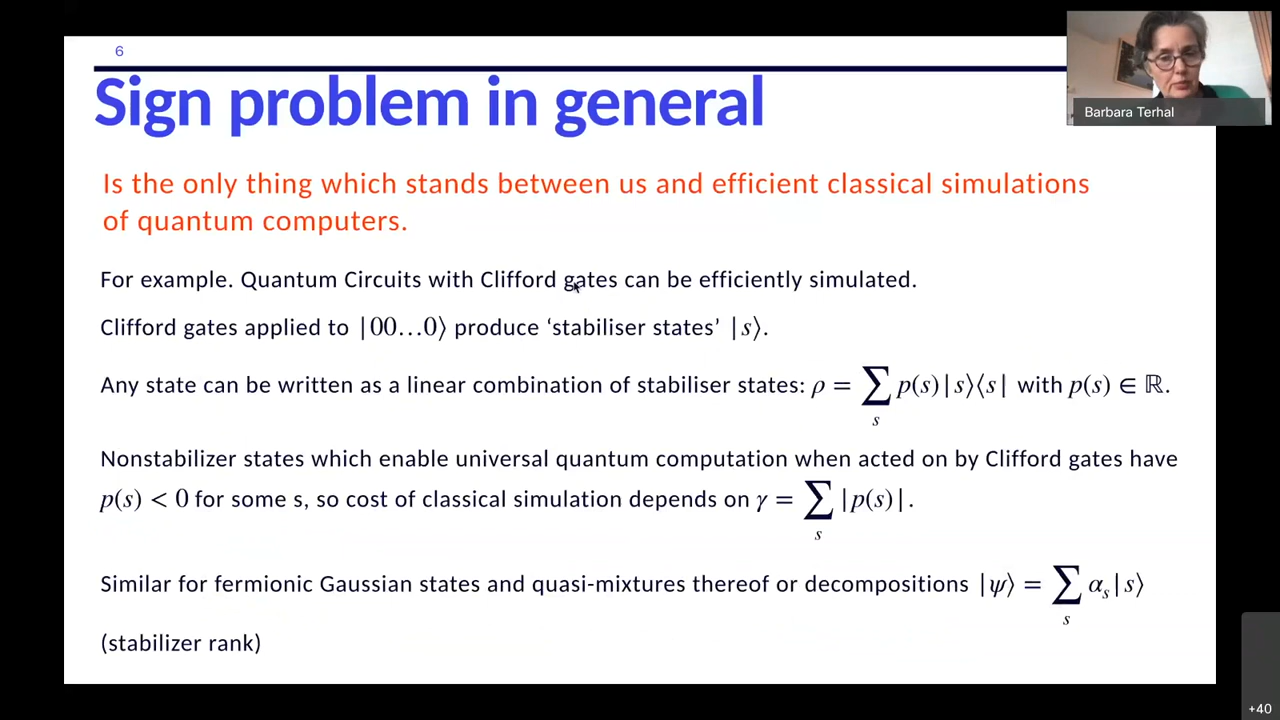 6
Sign problem in general
Barbara Terhal
Is the only thing which stands between us and efficient classical simulations
of quantum computers.
For example. Quantum Circuits with Clifford gates can be efficiently simulated.
Clifford gates applied to |00…0⟩ produce ‘stabiliser states’ |s⟩.
Any state can be written as a linear combination of stabiliser states: ρ = ∑ p(s)|s⟩⟨s| with p(s) ∈ ℝ.
s
Nonstabilizer states which enable universal quantum computation when acted on by Clifford gates have
p(s) < 0 for some s, so cost of classical simulation depends on γ = ∑ |p(s)|.
s
Similar for fermionic Gaussian states and quasi-mixtures thereof or decompositions |ψ⟩ = ∑ αₛ|s⟩
s
(stabilizer rank)
+40